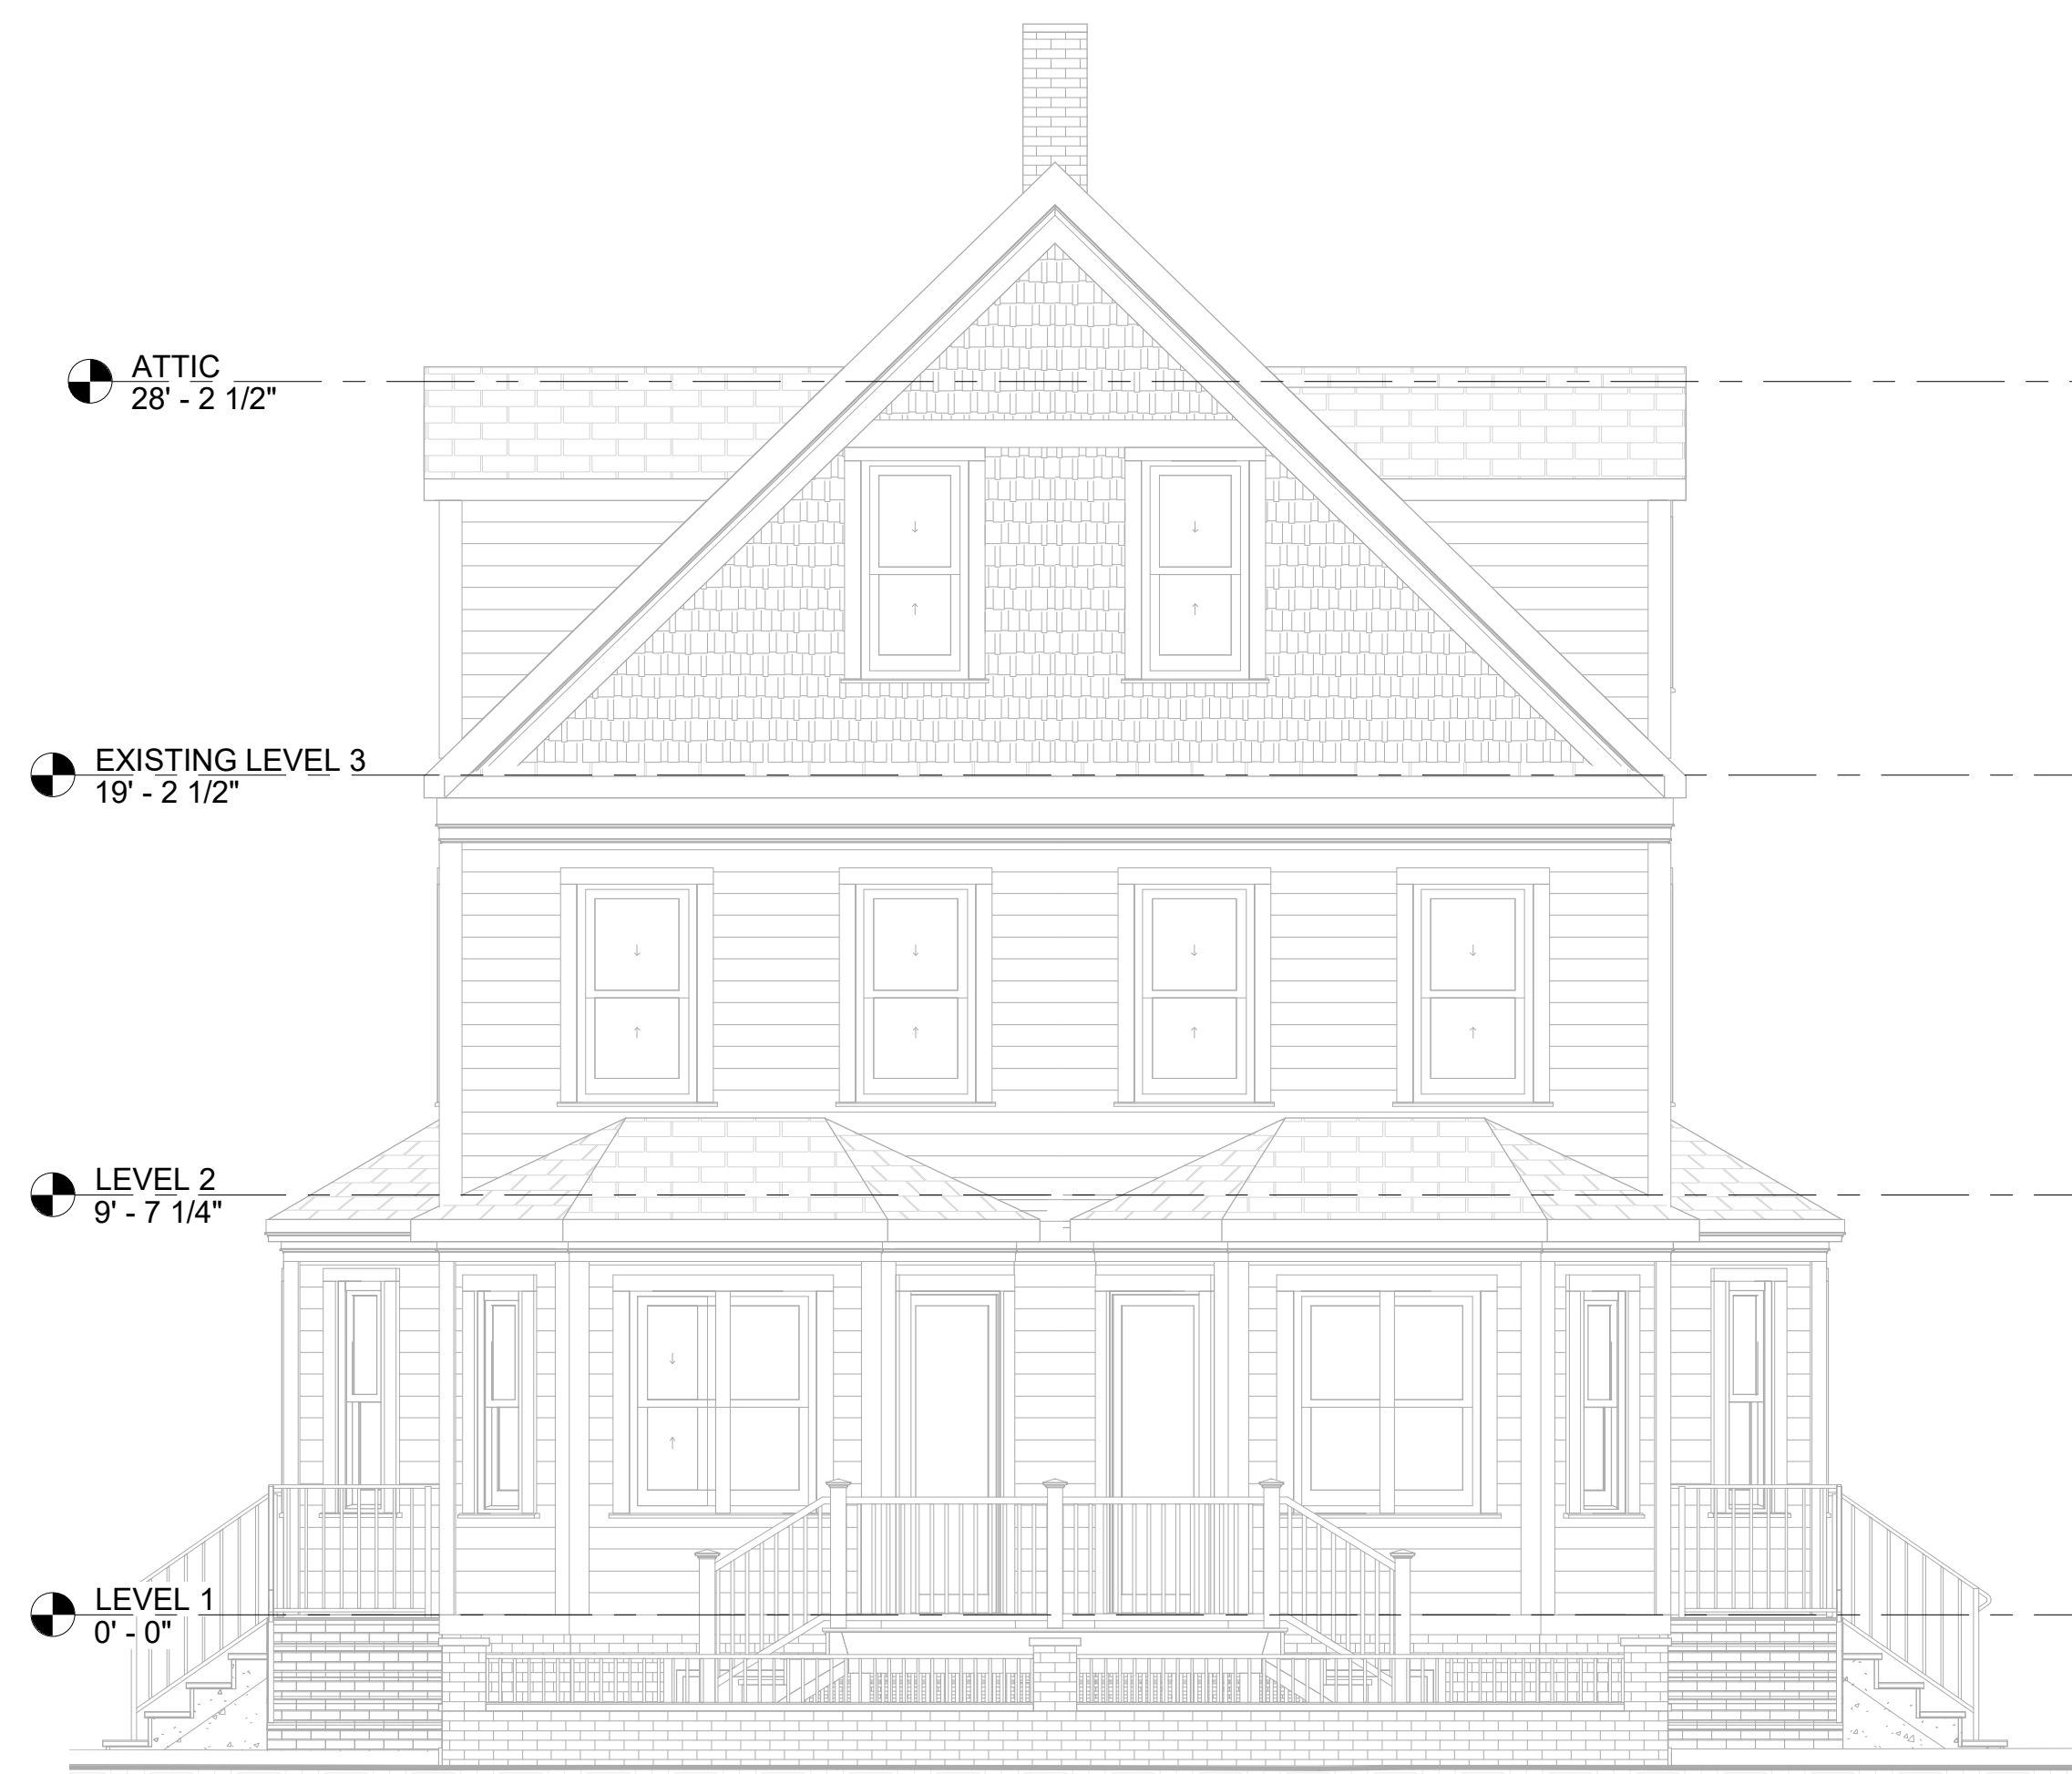 ATTIC
28' - 2 1/2"
EXISTING LEVEL 3
19' - 2 1/2"
LEVEL 2
9' - 7 1/4"
LEVEL 1
0' - 0"